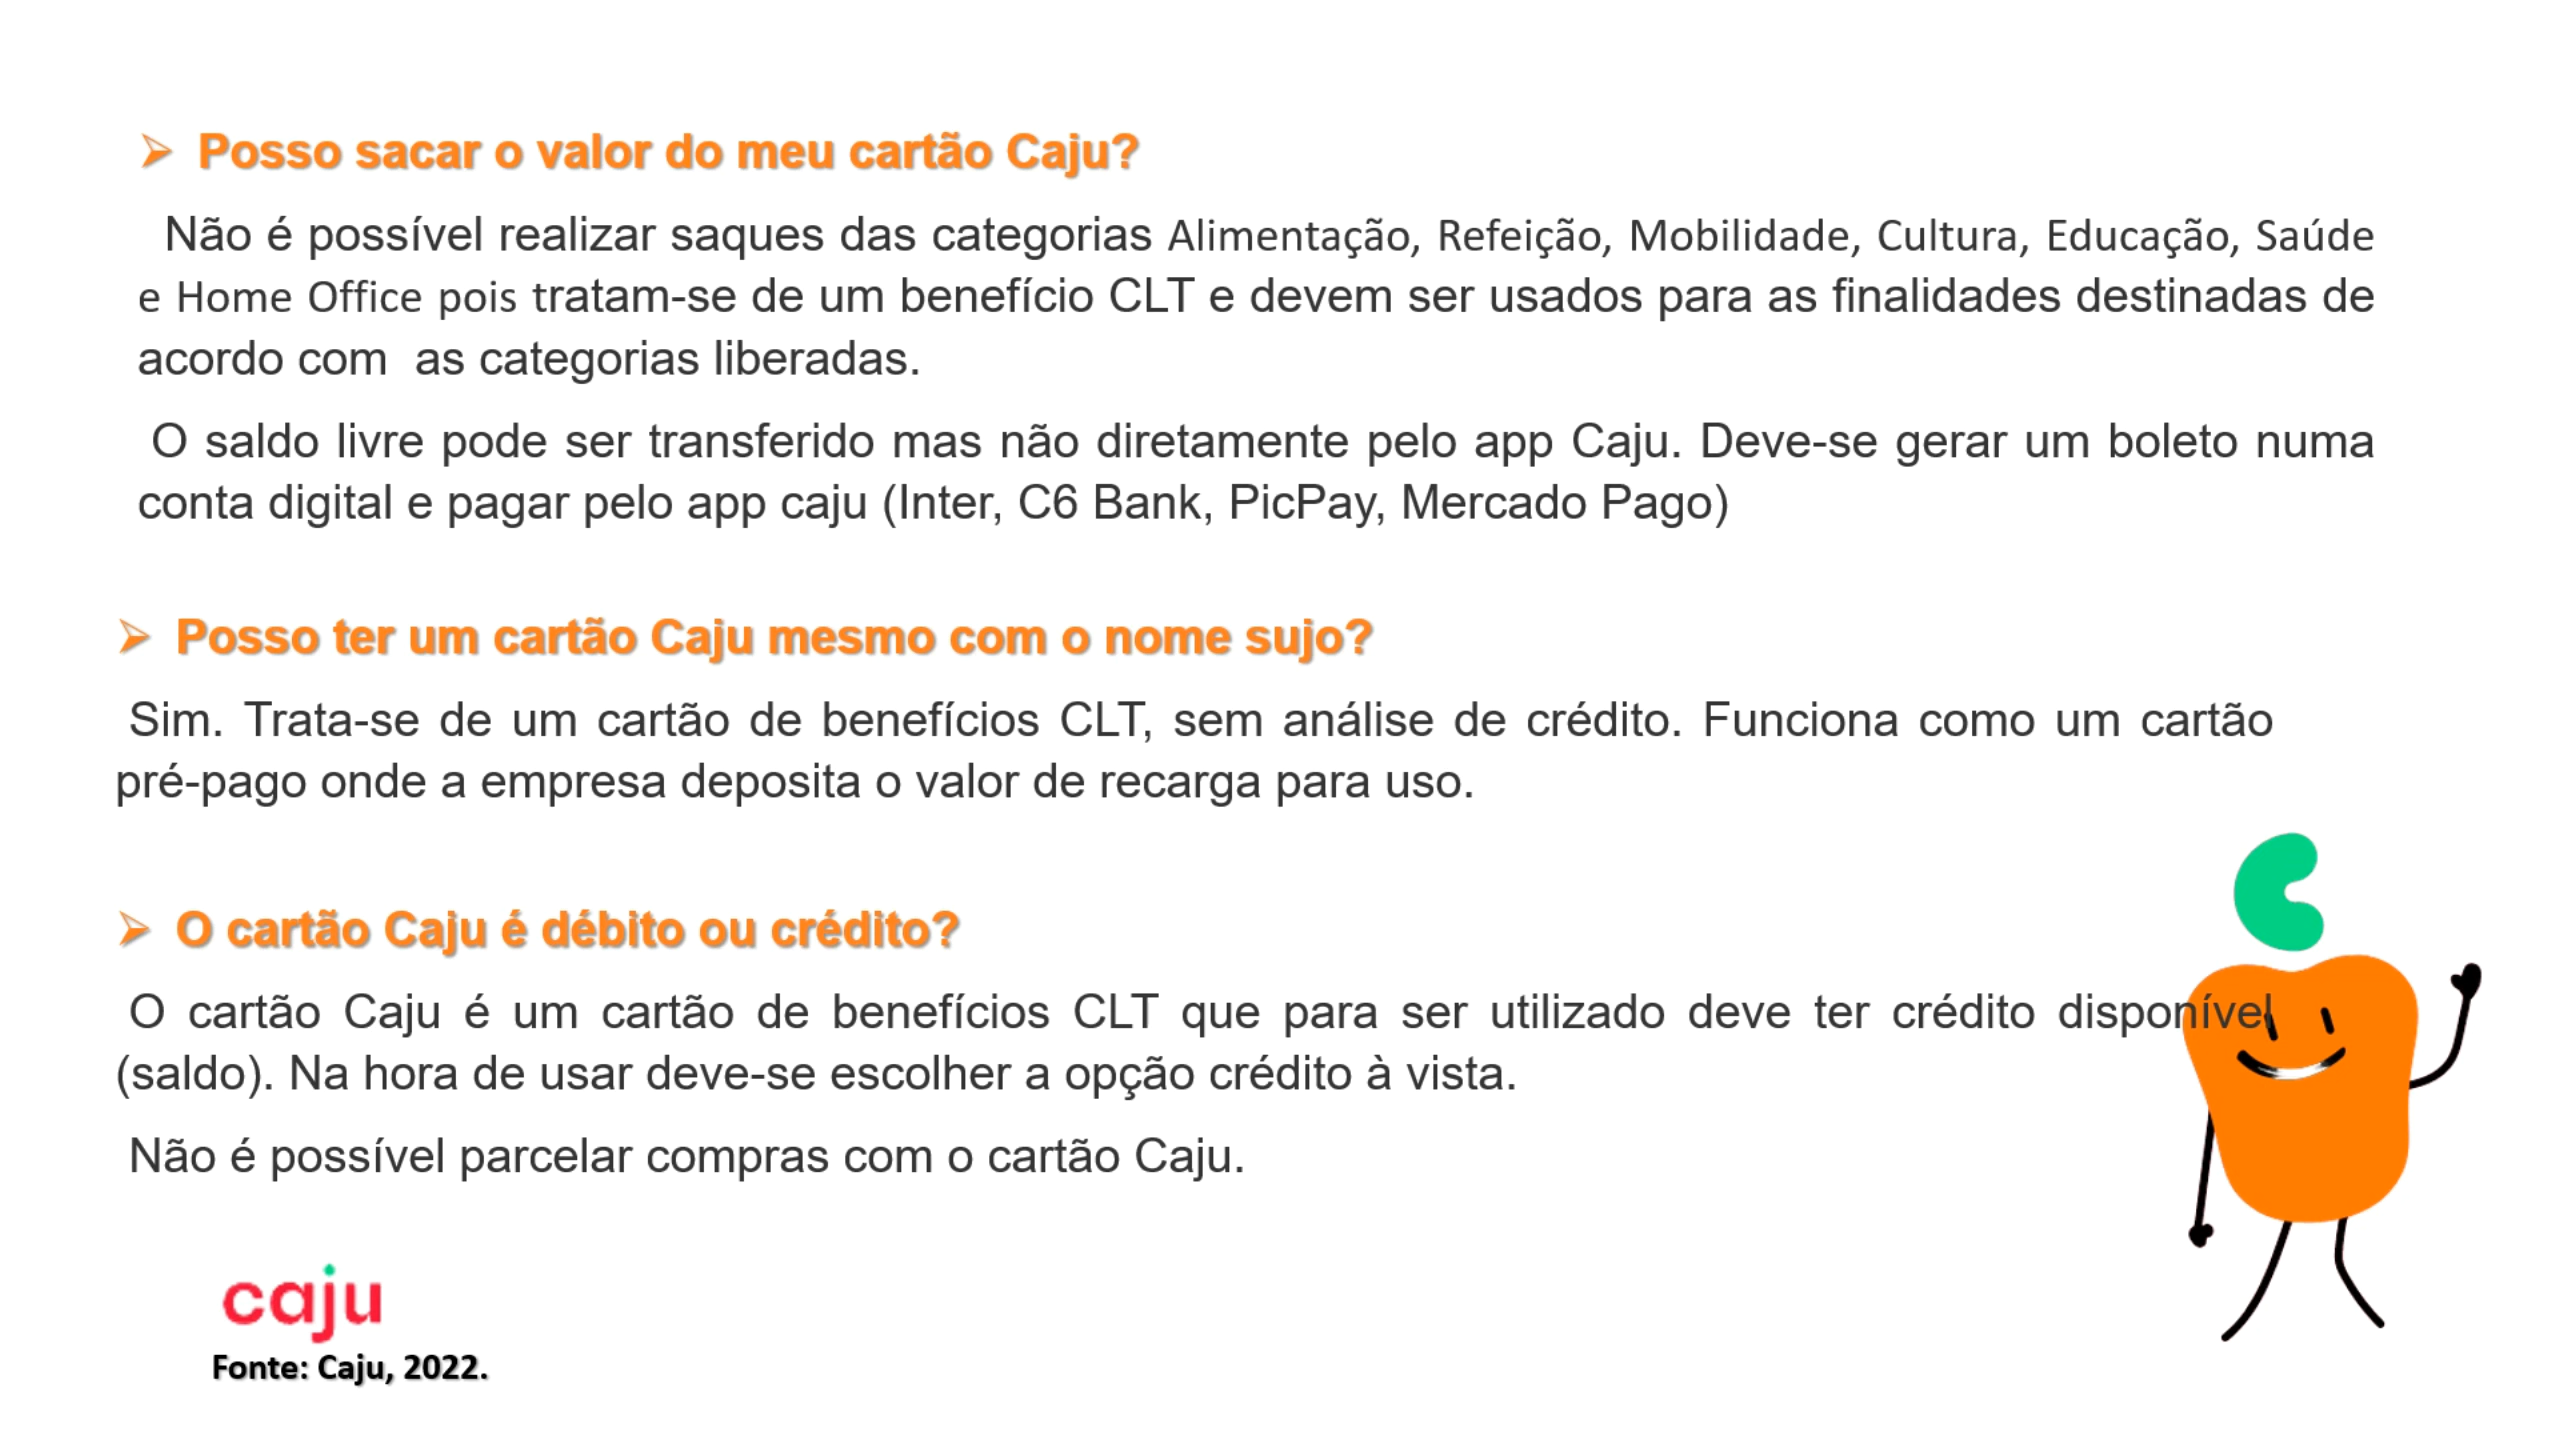 ➢ Posso sacar o valor do meu cartão Caju?
Não é possível realizar saques das categorias Alimentação, Refeição, Mobilidade, Cultura, Educação, Saúde
e Home Office pois tratam-se de um benefício CLT e devem ser usados para as finalidades destinadas de
acordo com  as categorias liberadas.
O saldo livre pode ser transferido mas não diretamente pelo app Caju. Deve-se gerar um boleto numa
conta digital e pagar pelo app caju (Inter, C6 Bank, PicPay, Mercado Pago)
➢ Posso ter um cartão Caju mesmo com o nome sujo?
Sim. Trata-se de um cartão de benefícios CLT, sem análise de crédito. Funciona como um cartão
pré-pago onde a empresa deposita o valor de recarga para uso.
➢ O cartão Caju é débito ou crédito?
O cartão Caju é um cartão de benefícios CLT que para ser utilizado deve ter crédito disponível
(saldo). Na hora de usar deve-se escolher a opção crédito à vista.
Não é possível parcelar compras com o cartão Caju.
caju
Fonte: Caju, 2022.